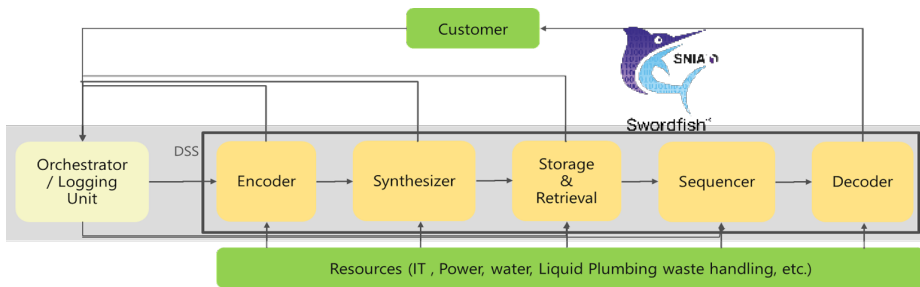 Customer
SNIA
Swordfish™
DSS
Orchestrator
/ Logging
Unit
Encoder
Synthesizer
Storage
&
Retrieval
Sequencer
Decoder
Resources (IT , Power, water, Liquid Plumbing waste handling, etc.)